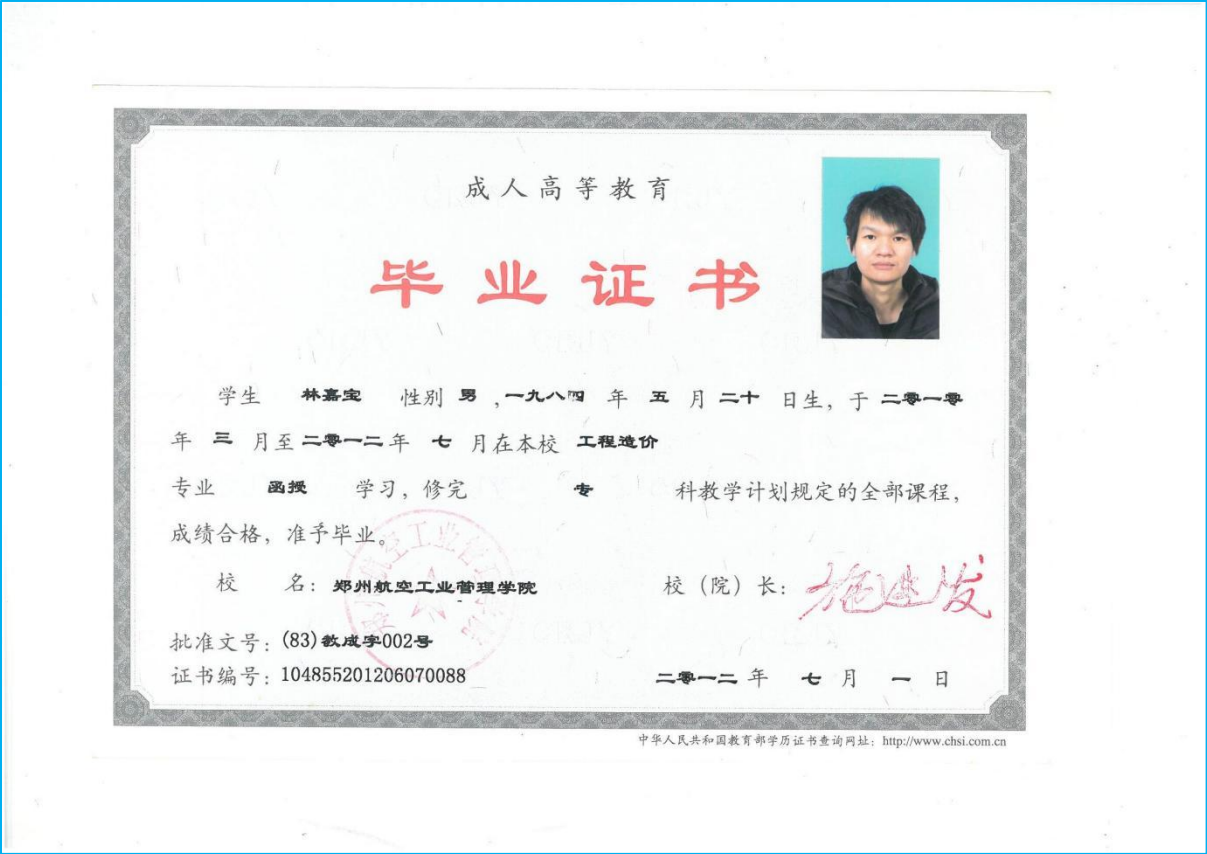 成人高等教育
毕业证书
学生 林嘉宝 性别 男 ,一九八四 年 五 月 二十 日生，于 二零一零
年 三 月至 二零一二 年 七 月在本校 工程造价
专业 函授 学习，修完 专 科教学计划规定的全部课程，
成绩合格，准予毕业。
校 名：郑州航空工业管理学院 校（院）长：施进发
批准文号：(83)教成字002号
证书编号：104855201206070088 二零一二 年 七 月 一 日
中华人民共和国教育部学历证书查询网址：http://www.chsi.com.cn